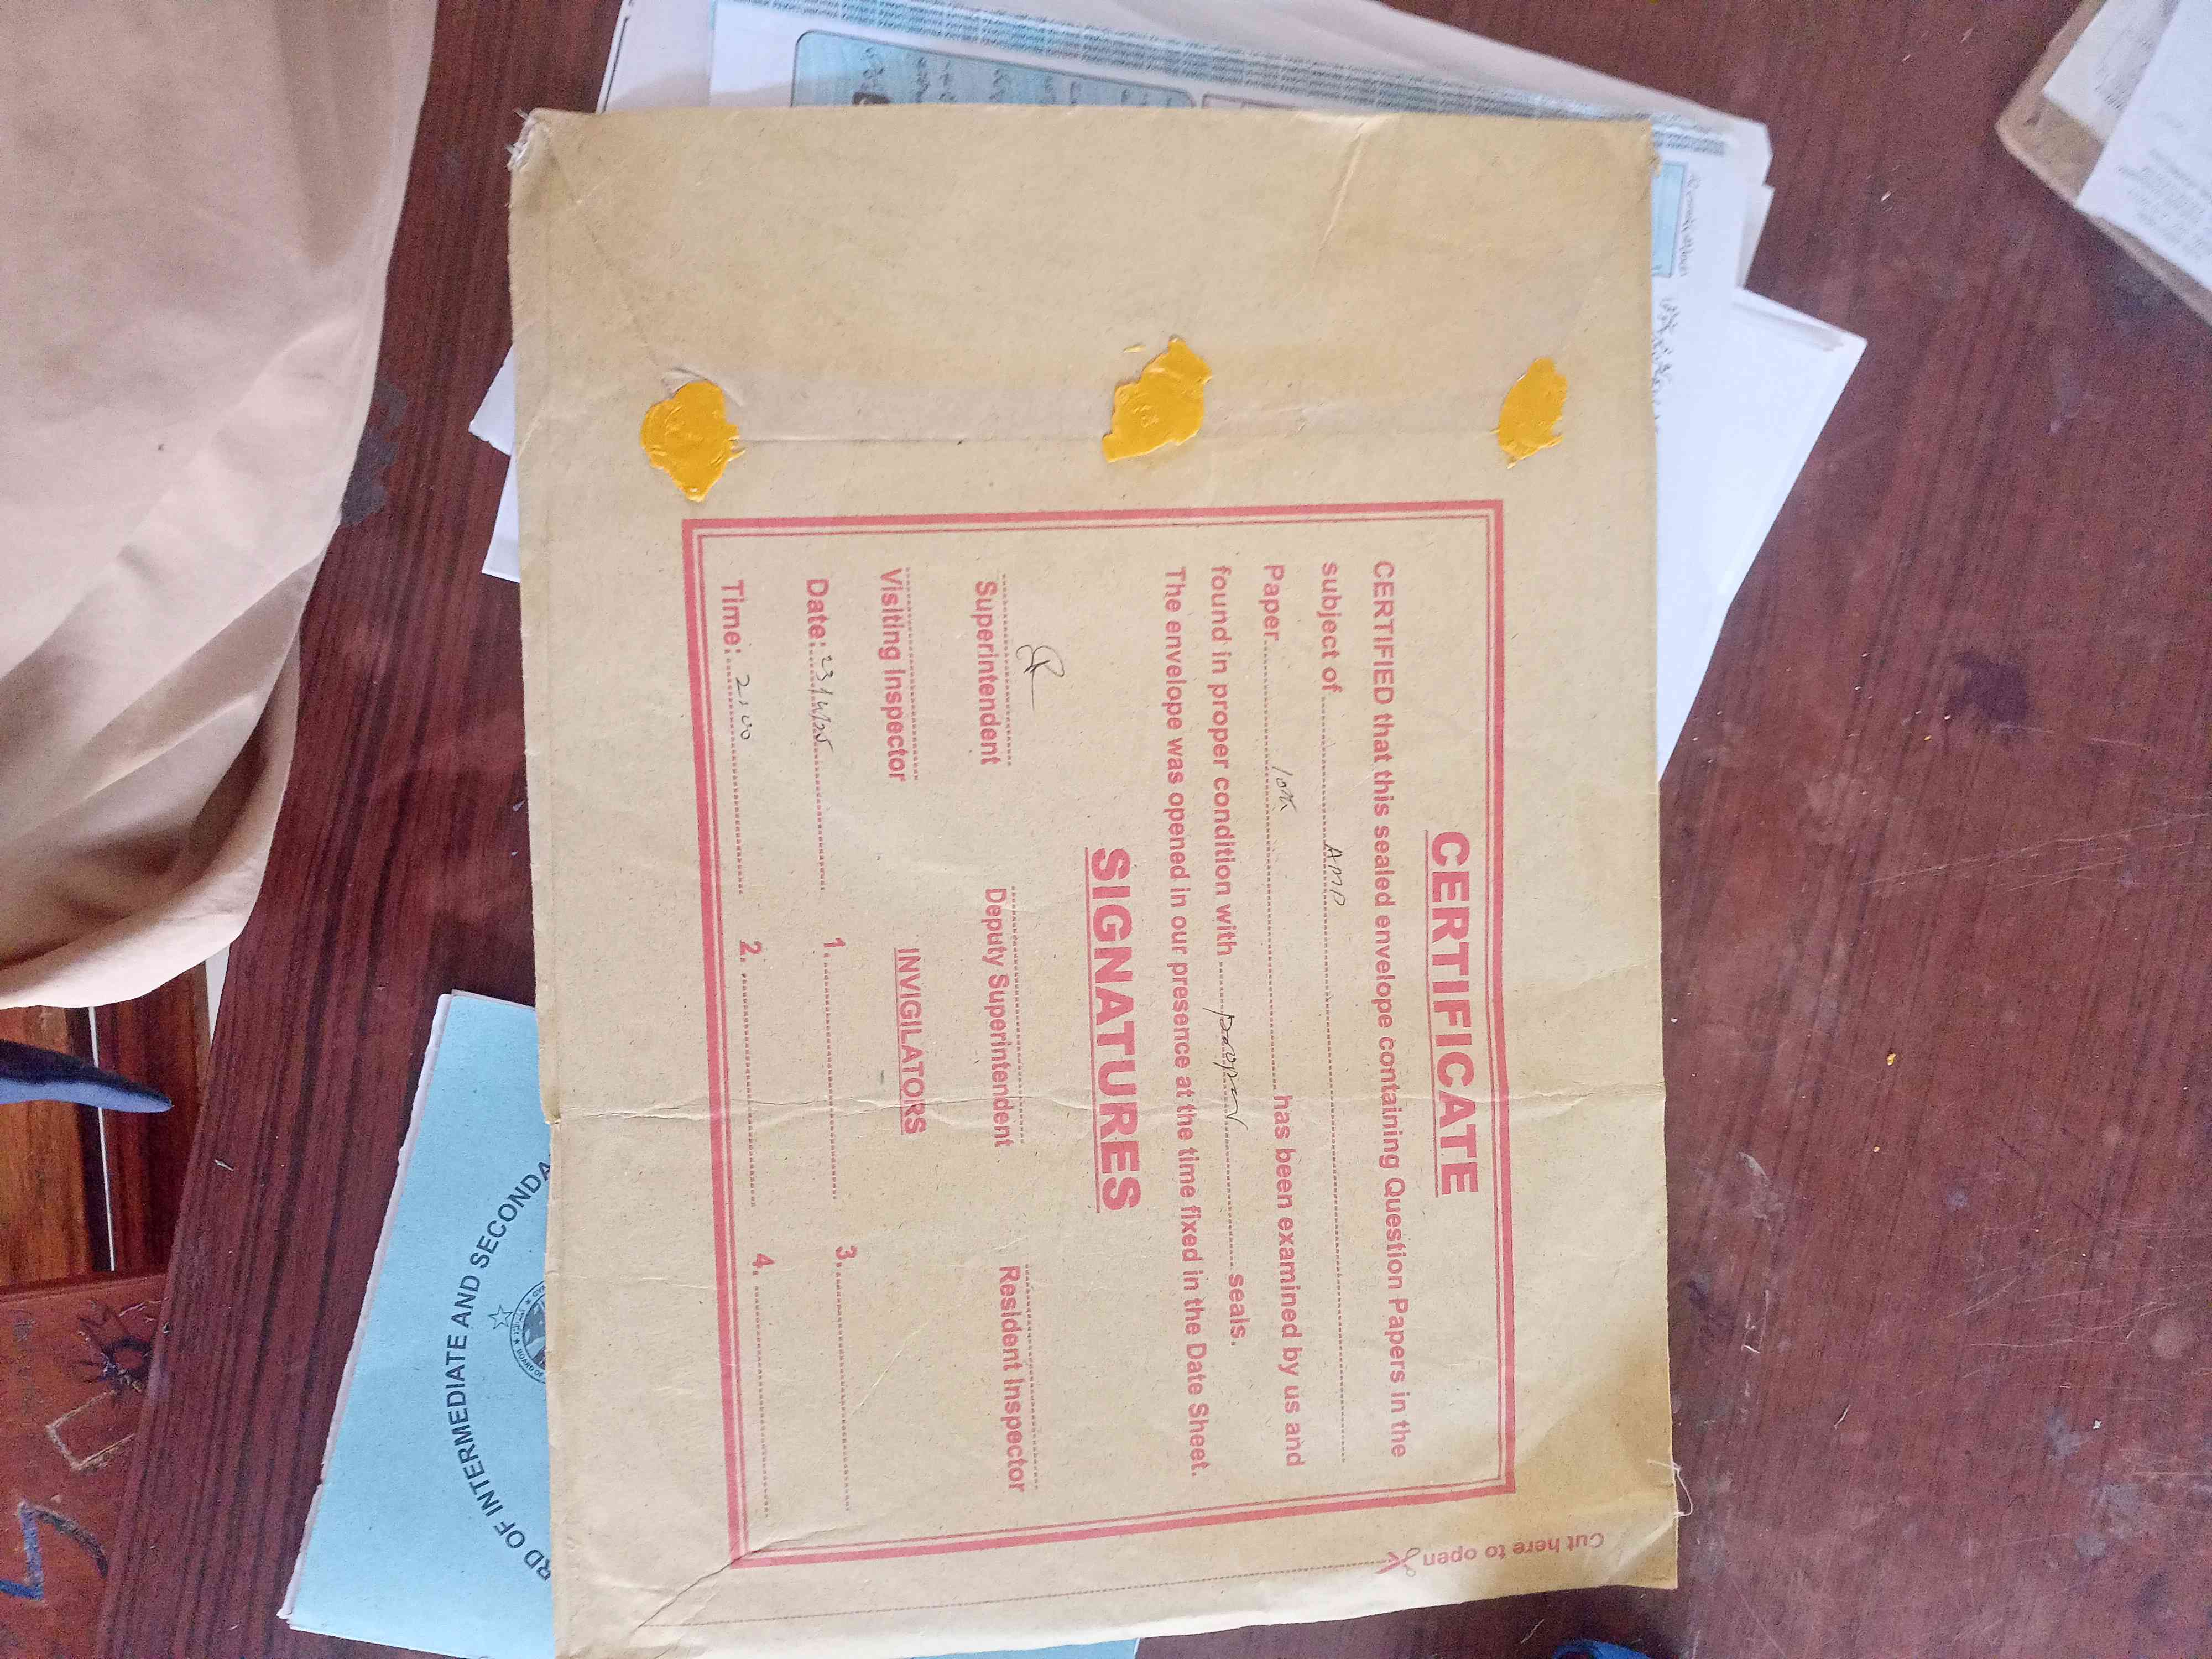 CERTIFICATE
CERTIFIED that this sealed envelope containing Question Papers in the
subject of ........ AMP ........
Paper ........ 10th ........ has been examined by us and
found in proper condition with ........ proper ........ seals.
The envelope was opened in our presence at the time fixed in the Date Sheet.
SIGNATURES
Superintendent Deputy Superintendent Resident Inspector
Visiting Inspector INVIGILATORS
Date: 23/4/25 1. ........ 3. ........
Time: 2:00 2. ........ 4. ........
Cut here to open
RD OF INTERMEDIATE AND SECONDA